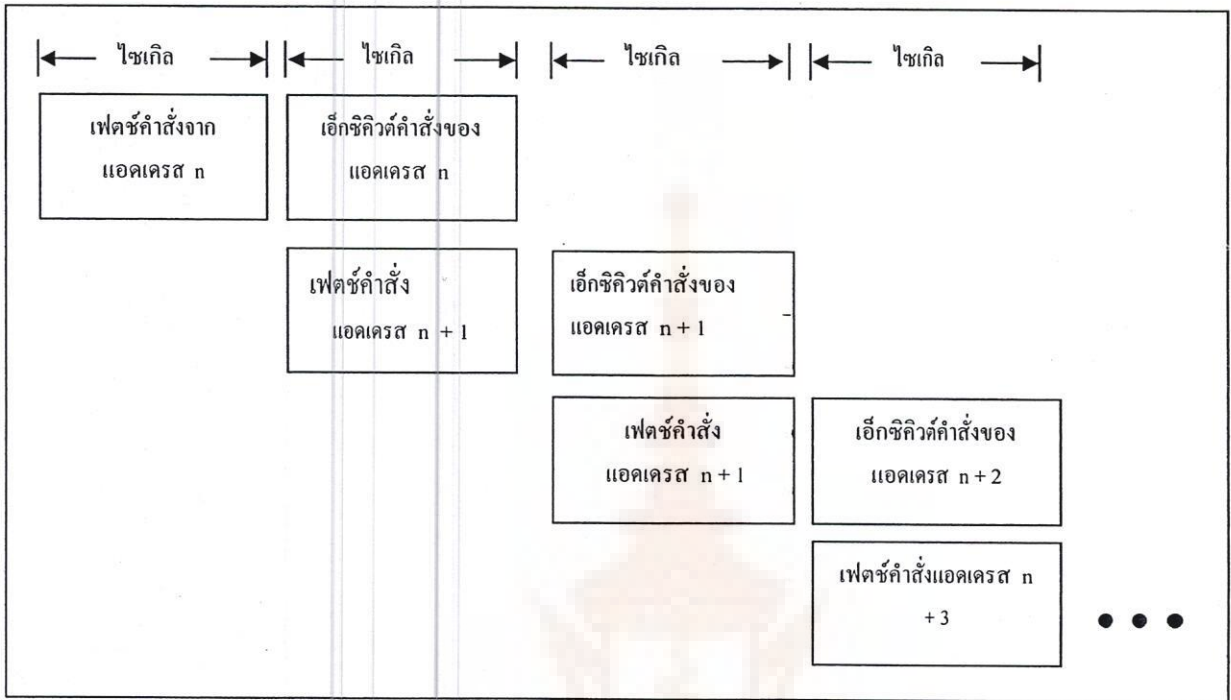 ไซเกิล ไซเกิล ไซเกิล ไซเกิล
เฟตช์คำสั่งจาก
แอดเดรส n
เอ็กซิคิวต์คำสั่งของ
แอดเดรส n
เฟตช์คำสั่ง
แอดเดรส n + 1
เอ็กซิคิวต์คำสั่งของ
แอดเดรส n + 1
เฟตช์คำสั่ง
แอดเดรส n + 1
เอ็กซิคิวต์คำสั่งของ
แอดเดรส n + 2
เฟตช์คำสั่งแอดเดรส n
+ 3